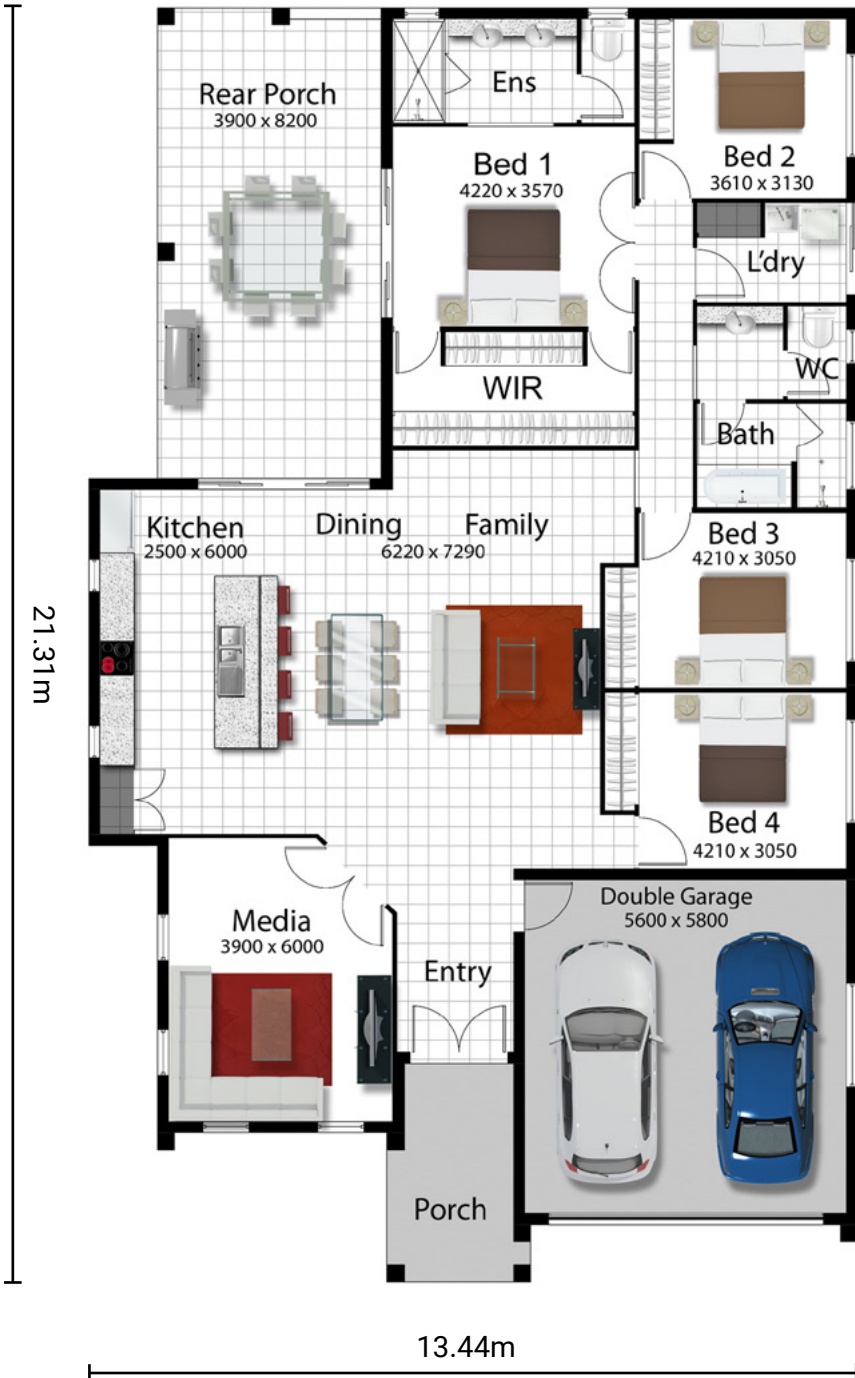 Rear Porch
3900 x 8200
Ens
Bed 1
4220 x 3570
Bed 2
3610 x 3130
L'dry
WIR
WC
Bath
Kitchen
2500 x 6000
Dining Family
6220 x 7290
Bed 3
4210 x 3050
21.31m
Bed 4
4210 x 3050
Media
3900 x 6000
Entry
Double Garage
5600 x 5800
Porch
13.44m